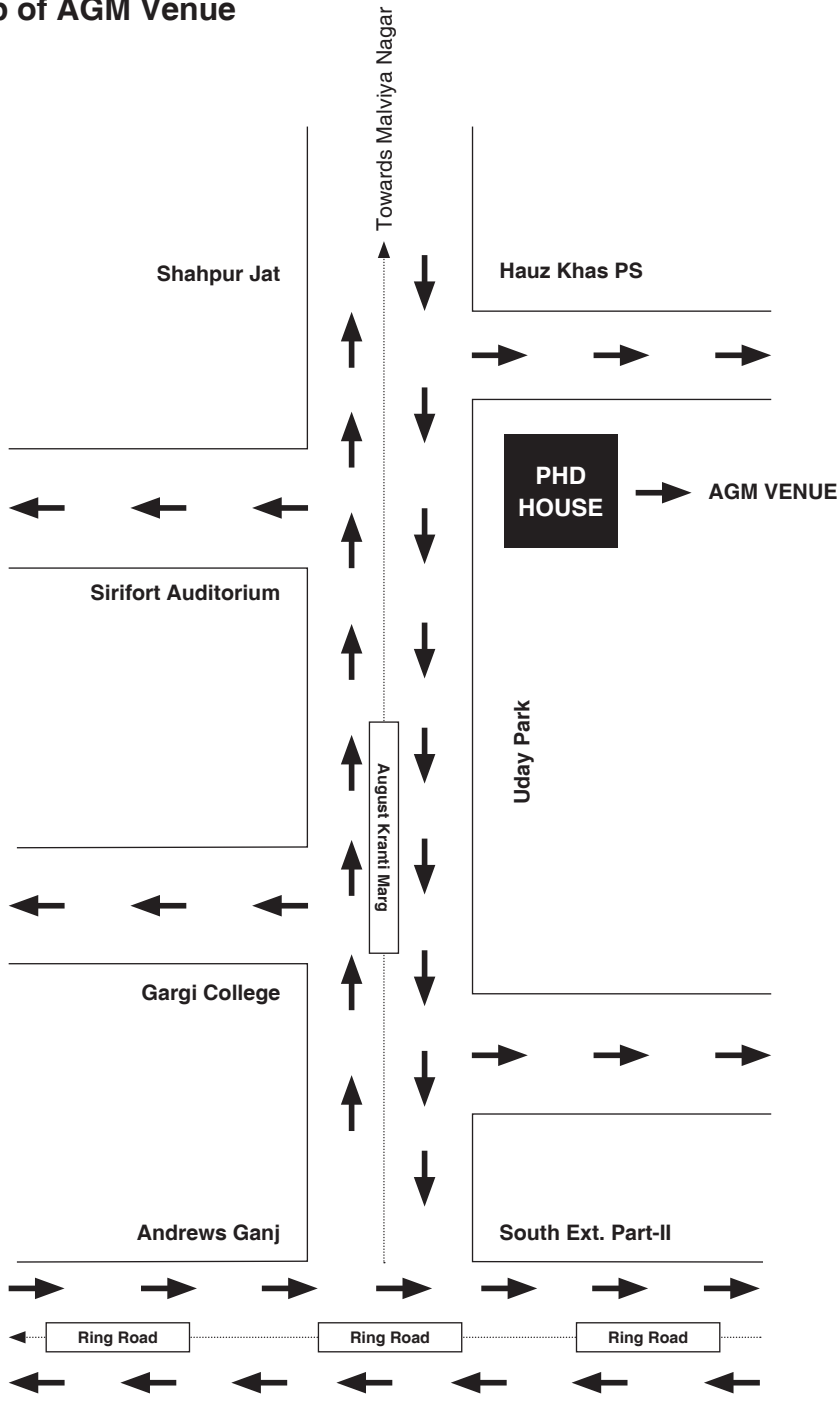 p of AGM Venue
Towards Malviya Nagar
Shahpur Jat
Hauz Khas PS
PHD
HOUSE
AGM VENUE
Sirifort Auditorium
Uday Park
August Kranti Marg
Gargi College
Andrews Ganj
South Ext. Part-II
Ring Road
Ring Road
Ring Road